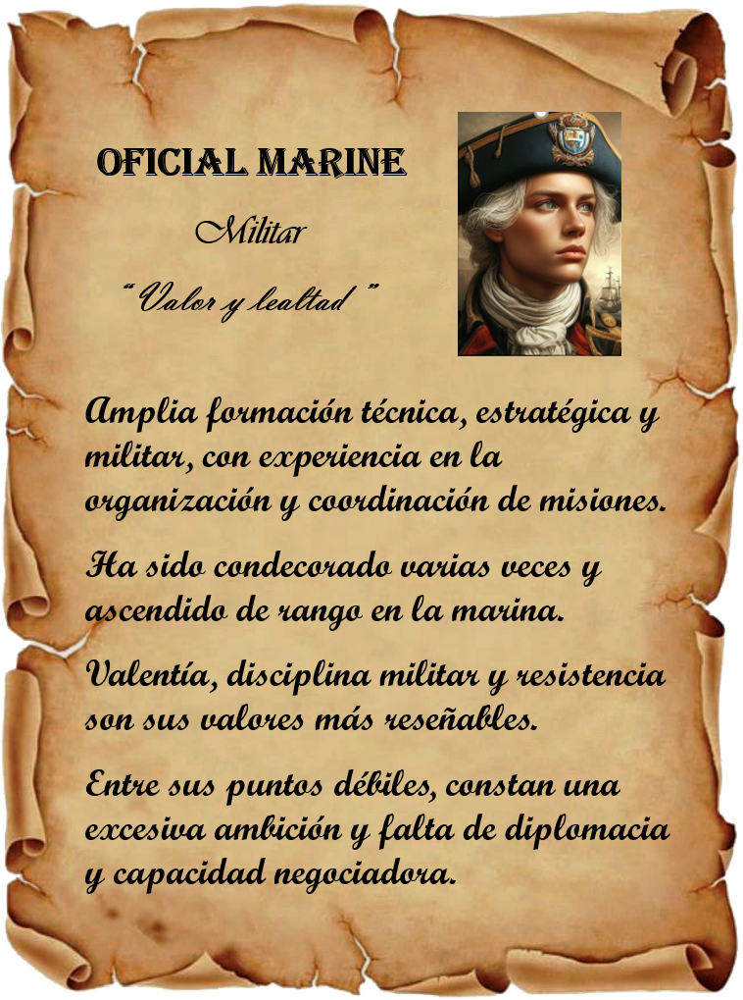 OFICIAL MARINE
Militar
“Valor y lealtad ”
Amplia formación técnica, estratégica y
militar, con experiencia en la
organización y coordinación de misiones.
Ha sido condecorado varias veces y
ascendido de rango en la marina.
Valentía, disciplina militar y resistencia
son sus valores más reseñables.
Entre sus puntos débiles, constan una
excesiva ambición y falta de diplomacia
y capacidad negociadora.